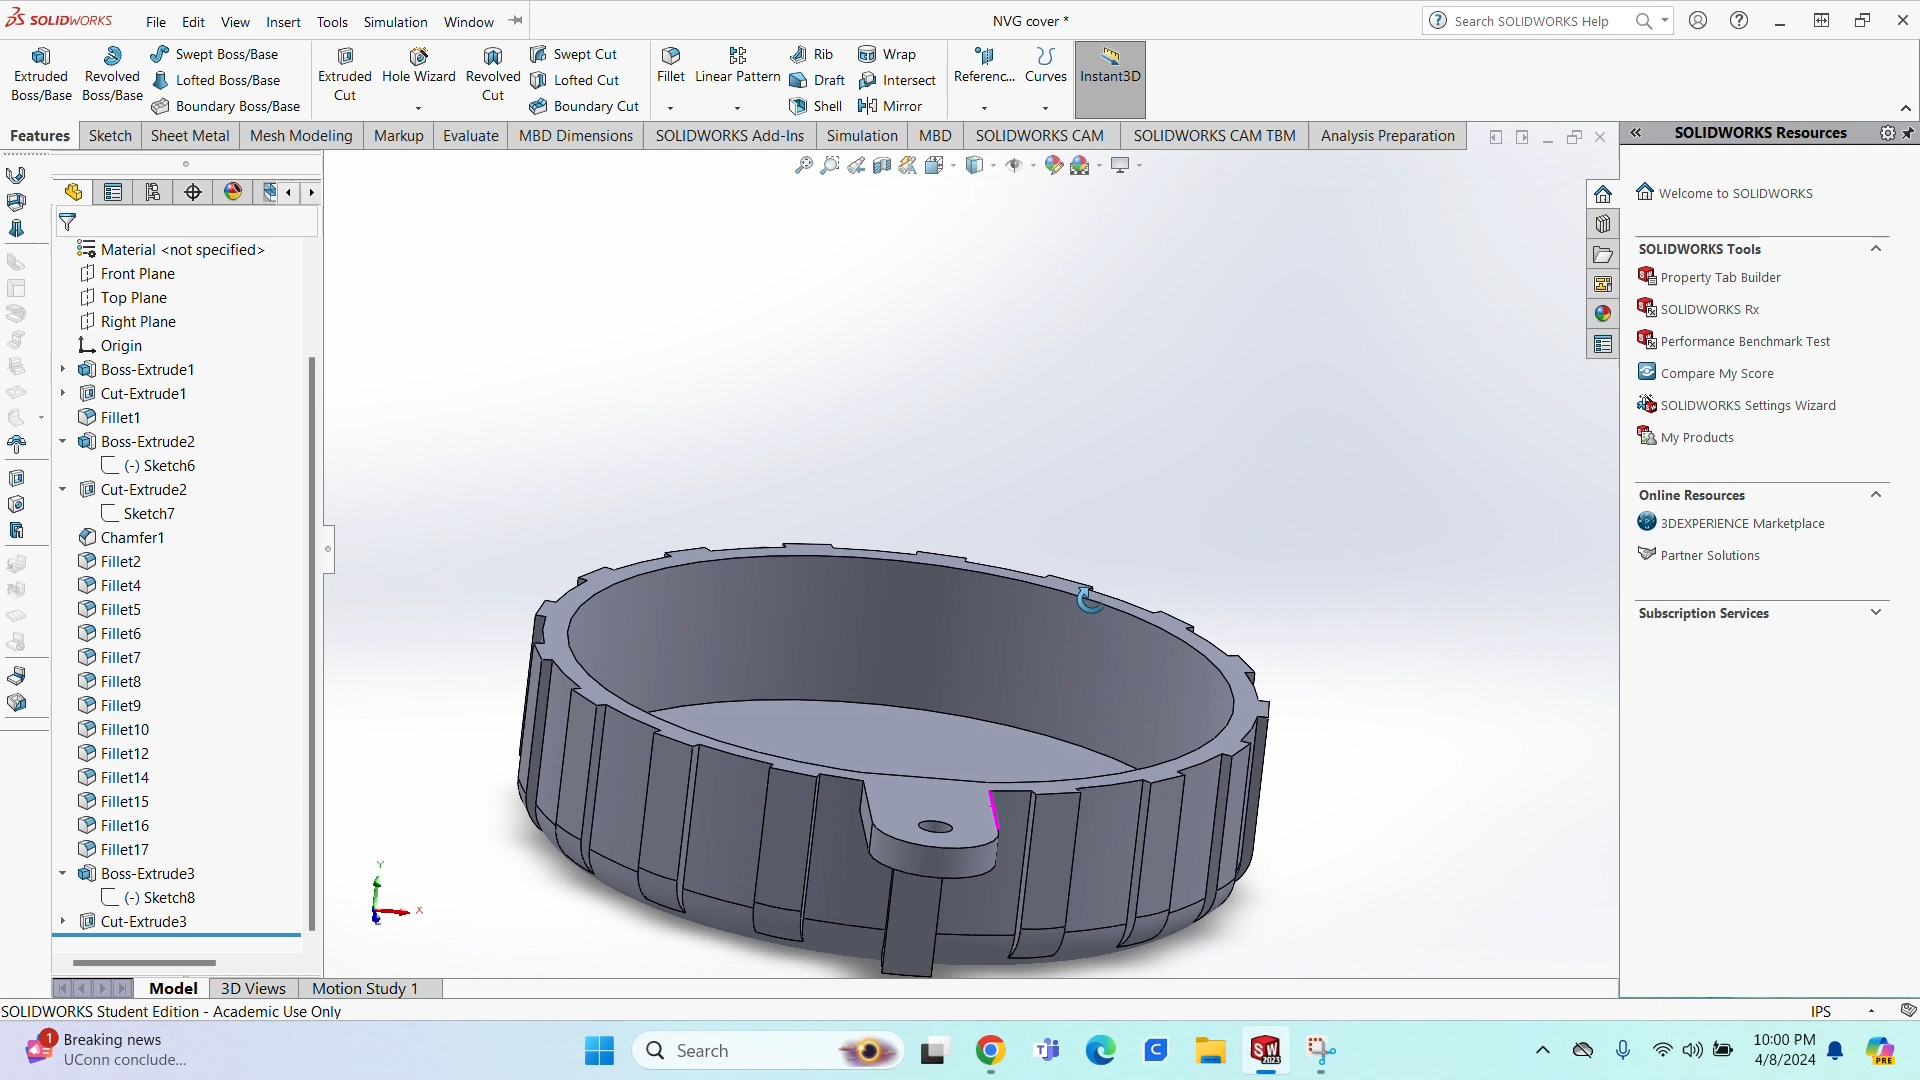 SOLIDWORKS
File
Edit
View
Insert
Tools
Simulation
Window
NVG cover *
Search SOLIDWORKS Help
Extruded Boss/Base
Revolved Boss/Base
Swept Boss/Base
Lofted Boss/Base
Boundary Boss/Base
Extruded Cut
Hole Wizard
Revolved Cut
Swept Cut
Lofted Cut
Boundary Cut
Fillet
Linear Pattern
Rib
Draft
Shell
Wrap
Intersect
Mirror
Referenc...
Curves
Instant3D
Features
Sketch
Sheet Metal
Mesh Modeling
Markup
Evaluate
MBD Dimensions
SOLIDWORKS Add-Ins
Simulation
MBD
SOLIDWORKS CAM
SOLIDWORKS CAM TBM
Analysis Preparation
Material <not specified>
Front Plane
Top Plane
Right Plane
Origin
Boss-Extrude1
Cut-Extrude1
Fillet1
Boss-Extrude2
(-) Sketch6
Cut-Extrude2
Sketch7
Chamfer1
Fillet2
Fillet4
Fillet5
Fillet6
Fillet7
Fillet8
Fillet9
Fillet10
Fillet12
Fillet14
Fillet15
Fillet16
Fillet17
Boss-Extrude3
(-) Sketch8
Cut-Extrude3
Y
X
SOLIDWORKS Resources
Welcome to SOLIDWORKS
SOLIDWORKS Tools
Property Tab Builder
SOLIDWORKS Rx
Performance Benchmark Test
Compare My Score
SOLIDWORKS Settings Wizard
My Products
Online Resources
3DEXPERIENCE Marketplace
Partner Solutions
Subscription Services
Model
3D Views
Motion Study 1
SOLIDWORKS Student Edition - Academic Use Only
IPS
1
Breaking news
UConn conclude...
Search
SW
2023
10:00 PM
4/8/2024
PRE